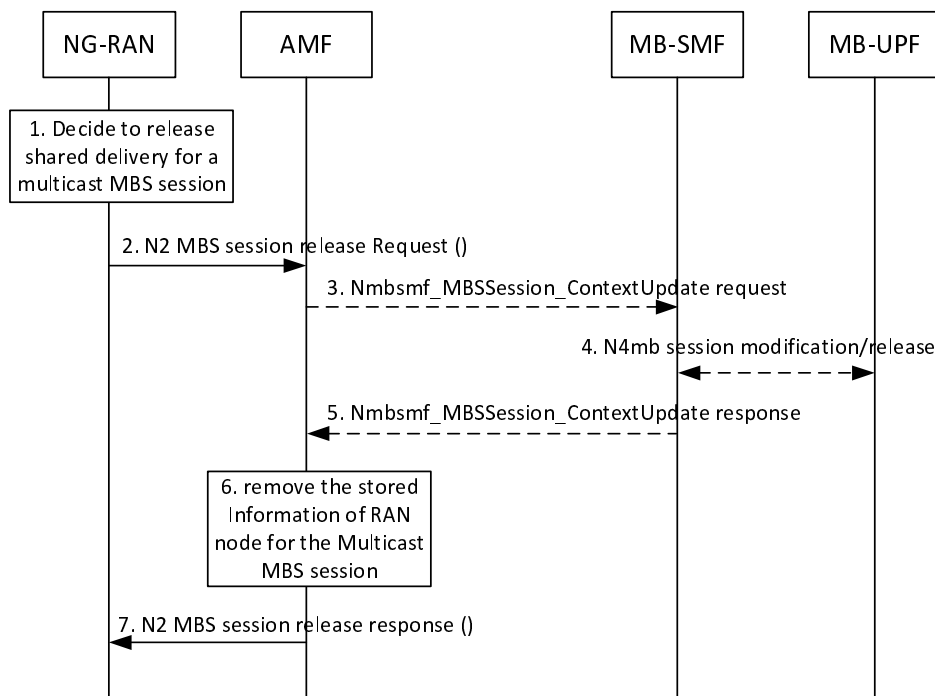 NG-RAN
AMF
MB-SMF
MB-UPF
1. Decide to release
shared delivery for a
multicast MBS session
2. N2 MBS session release Request ()
3. Nmbsmf_MBSSession_ContextUpdate request
4. N4mb session modification/release
5. Nmbsmf_MBSSession_ContextUpdate response
6. remove the stored
Information of RAN
node for the Multicast
MBS session
7. N2 MBS session release response ()